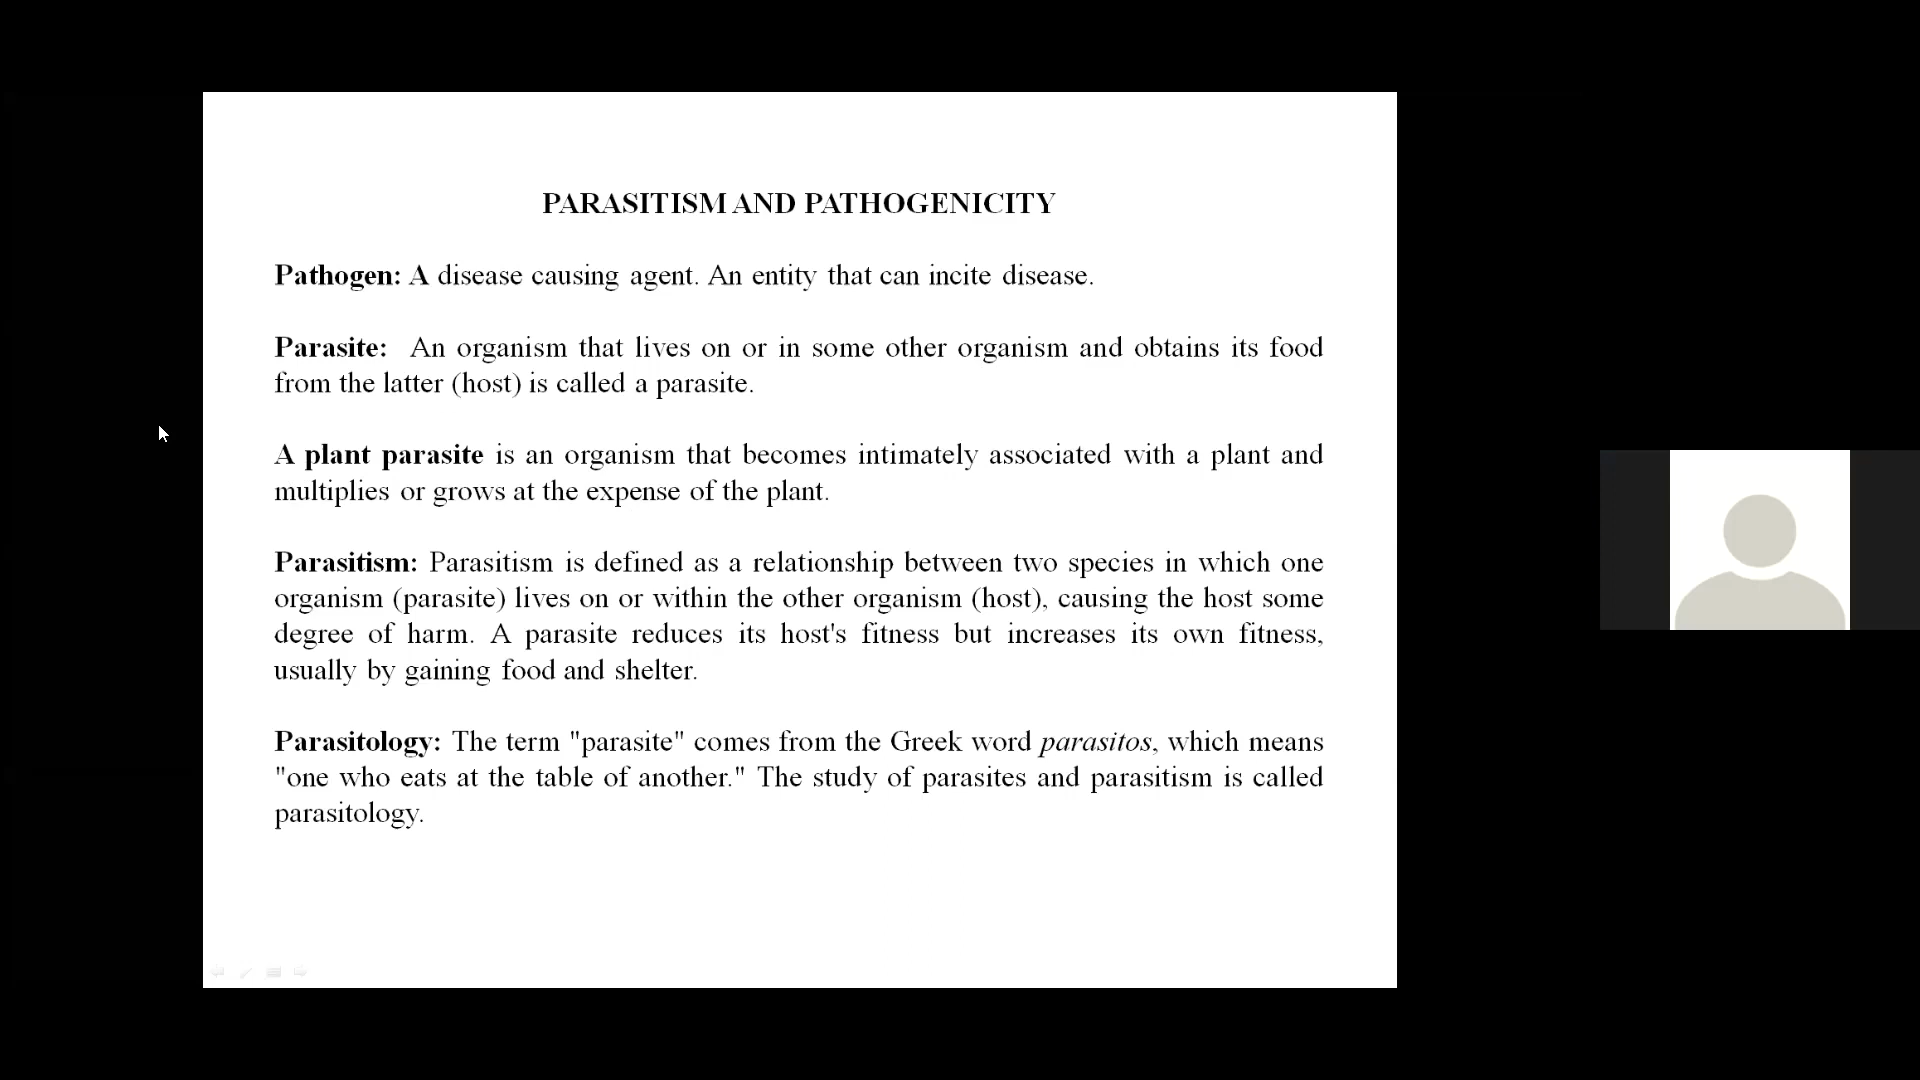 PARASITISM AND PATHOGENICITY
Pathogen: A disease causing agent. An entity that can incite disease.
Parasite: An organism that lives on or in some other organism and obtains its food
from the latter (host) is called a parasite.
A plant parasite is an organism that becomes intimately associated with a plant and
multiplies or grows at the expense of the plant.
Parasitism: Parasitism is defined as a relationship between two species in which one
organism (parasite) lives on or within the other organism (host), causing the host some
degree of harm. A parasite reduces its host's fitness but increases its own fitness,
usually by gaining food and shelter.
Parasitology: The term "parasite" comes from the Greek word parasitos, which means
"one who eats at the table of another." The study of parasites and parasitism is called
parasitology.